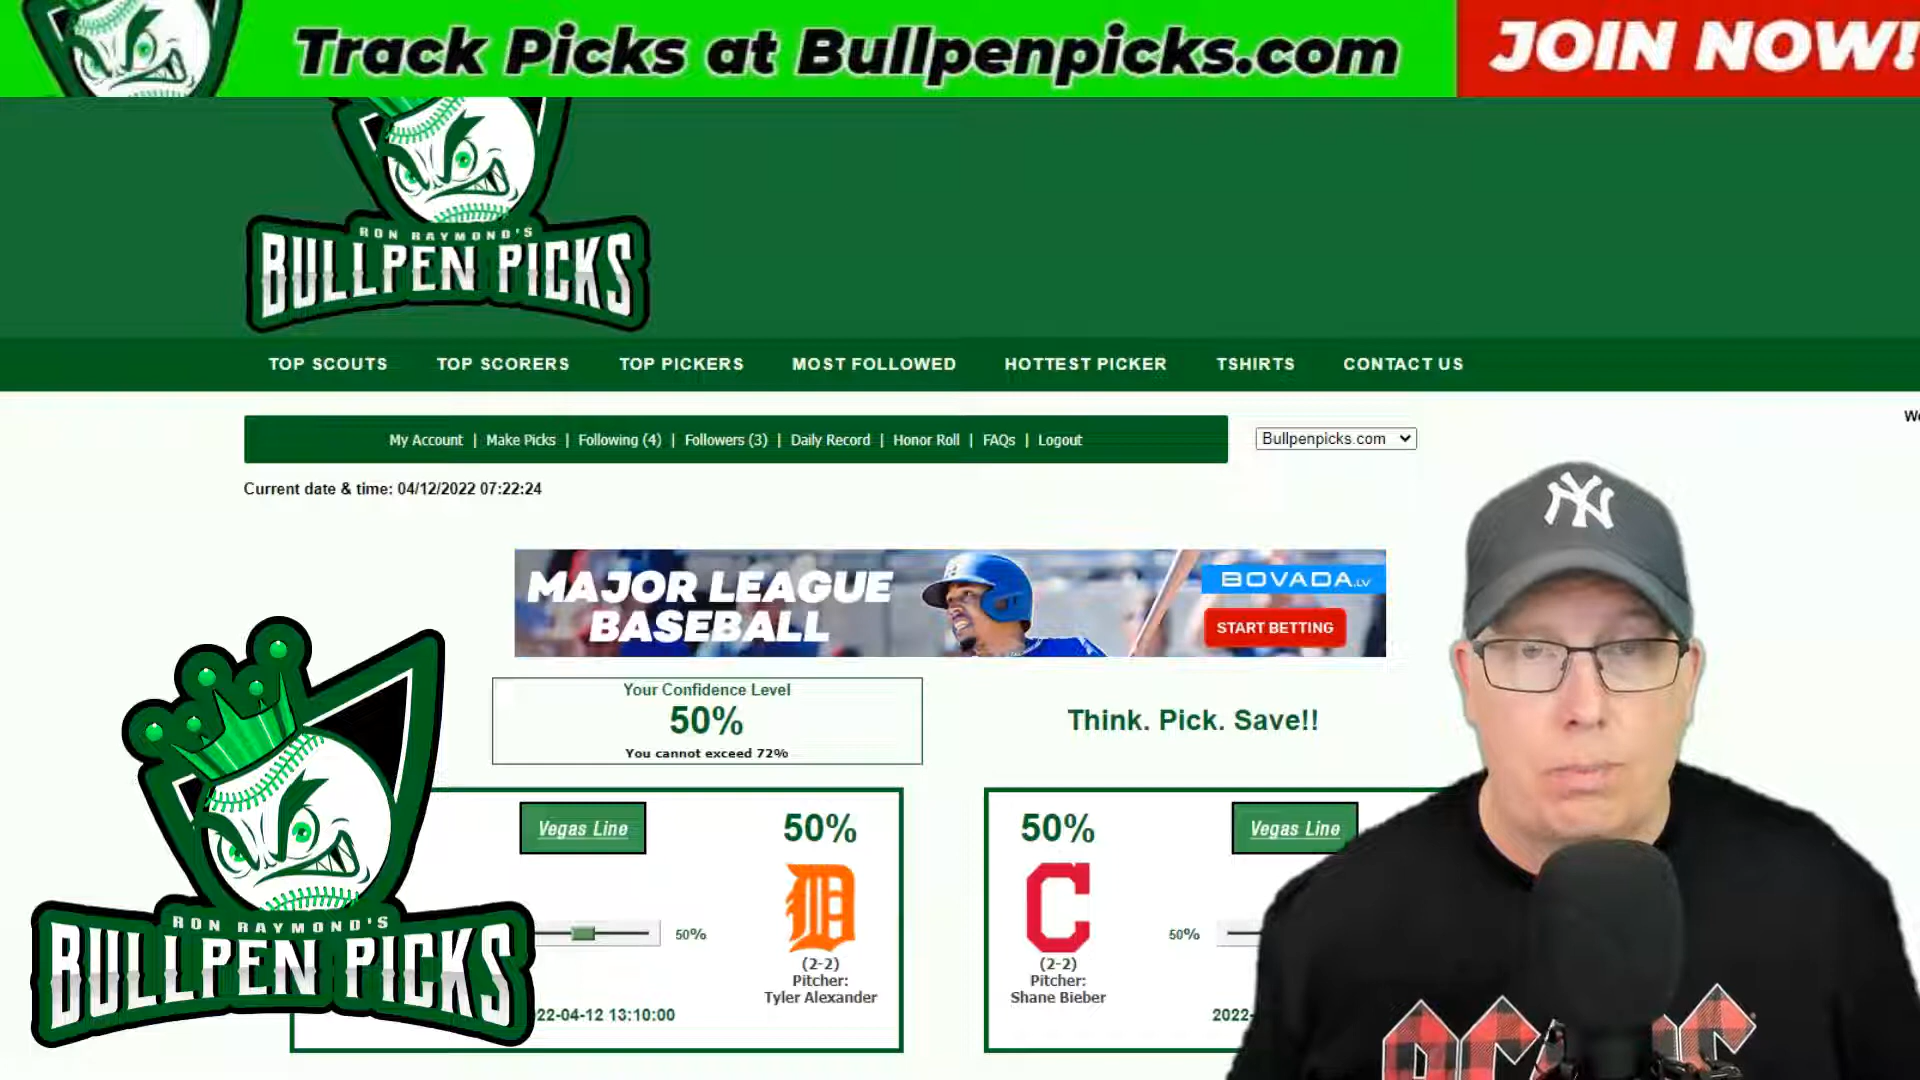 Track Picks at Bullpenpicks.com
JOIN NOW!
RON RAYMOND'S
BULLPEN PICKS
TOP SCOUTS TOP SCORERS TOP PICKERS MOST FOLLOWED HOTTEST PICKER TSHIRTS CONTACT US
My Account | Make Picks | Following (4) | Followers (3) | Daily Record | Honor Roll | FAQs | Logout
Bullpenpicks.com
Current date & time: 04/12/2022 07:22:24
MAJOR LEAGUE
BASEBALL
BOVADA.LV
START BETTING
Your Confidence Level
50%
You cannot exceed 72%
Think. Pick. Save!!
Vegas Line
50%
50%
(2-2)
Pitcher:
Tyler Alexander
22-04-12 13:10:00
50%
Vegas Line
C
50%
(2-2)
Pitcher:
Shane Bieber
2022-
NY
RON RAYMOND'S
BULLPEN PICKS